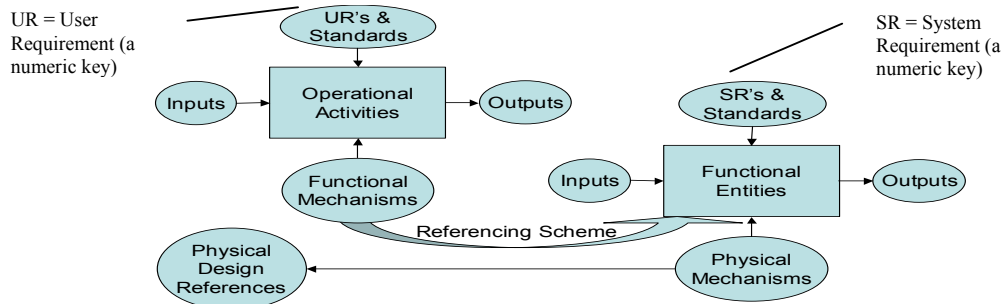 UR = User
Requirement (a
numeric key)
UR's &
Standards
SR = System
Requirement (a
numeric key)
Inputs
Operational
Activities
Outputs
SR's &
Standards
Functional
Mechanisms
Inputs
Functional
Entities
Outputs
Referencing Scheme
Physical
Design
References
Physical
Mechanisms